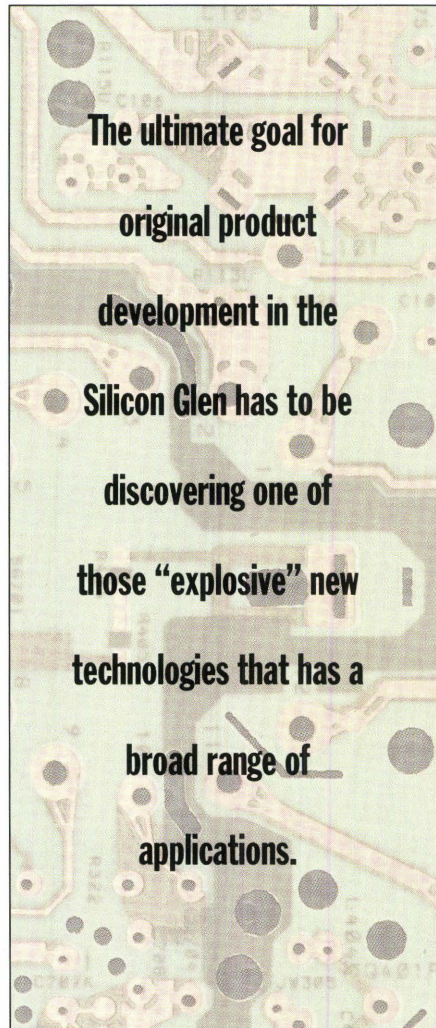 The ultimate goal for
original product
development in the
Silicon Glen has to be
discovering one of
those “explosive” new
technologies that has a
broad range of
applications.